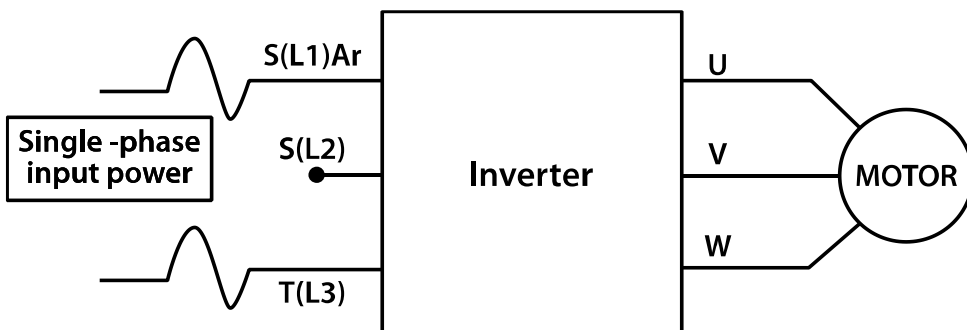 S(L1)Ar
Single -phase
input power
S(L2)
T(L3)
Inverter
U
V
W
MOTOR